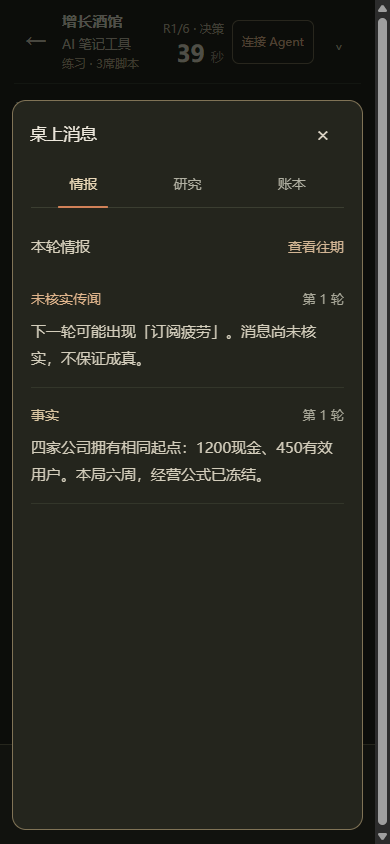 ←
增长酒馆
AI 笔记工具
练习 · 3席脚本
R1/6 · 决策
39 秒
连接 Agent
˅
桌上消息
×
情报
研究
账本
本轮情报
查看往期
未核实传闻
第 1 轮
下一轮可能出现「订阅疲劳」。消息尚未核
实，不保证成真。
事实
第 1 轮
四家公司拥有相同起点：1200现金、450有效
用户。本局六周，经营公式已冻结。